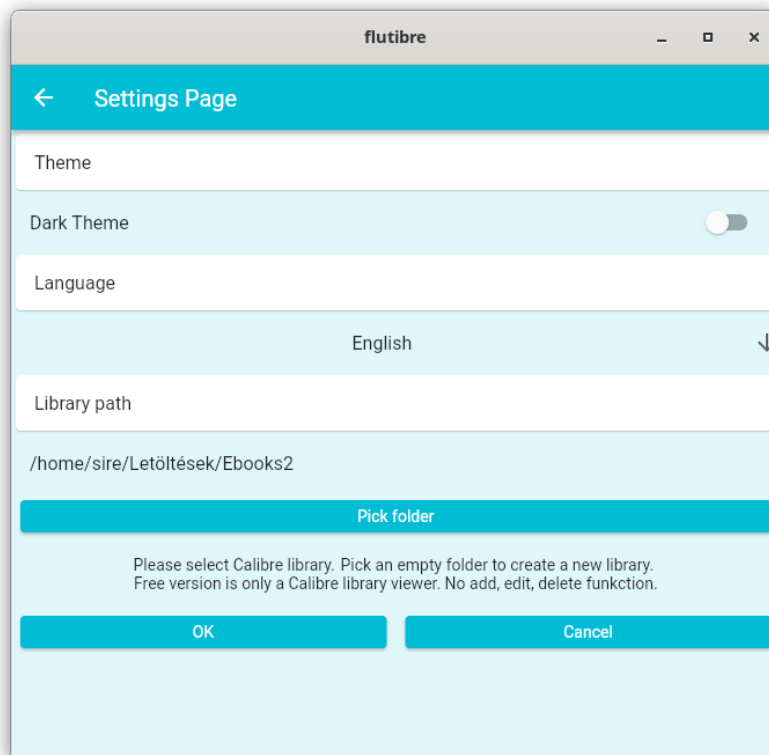 flutibre
Settings Page
Theme
Dark Theme
Language
English
Library path
/home/sire/Letöltések/Ebooks2
Pick folder
Please select Calibre library. Pick an empty folder to create a new library.
Free version is only a Calibre library viewer. No add, edit, delete funkction.
OK Cancel